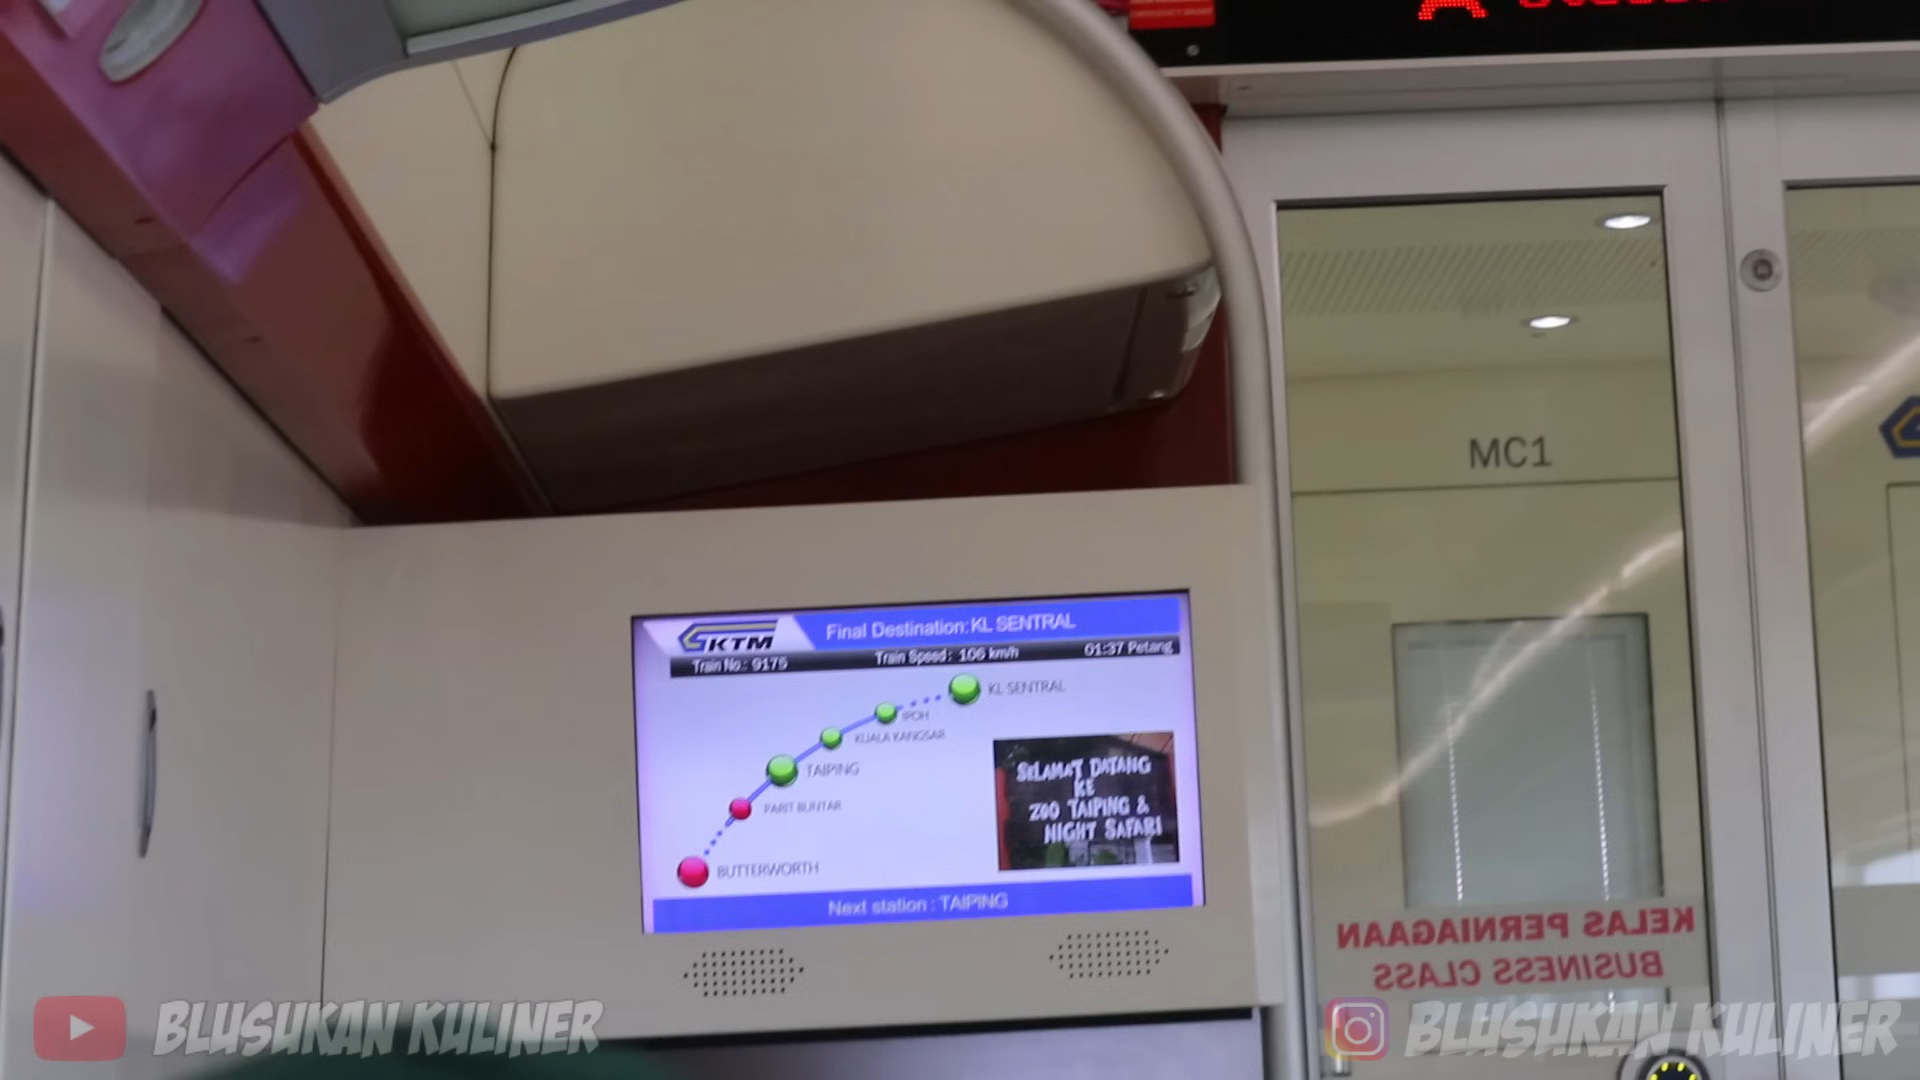 MC1
KTM
Final Destination: KL SENTRAL
Train No.: 9175
Train Speed: 106 km/h
01:37 Petang
KL SENTRAL
IPOH
KUALA KANGSAR
TAIPING
PARIT BUNTAR
BUTTERWORTH
SELAMAT DATANG
KE
ZOO TAIPING &
NIGHT SAFARI
Next station : TAIPING
KELAS PERNIAGAAN
BUSINESS CLASS
BLUSUKAN KULINER
BLUSUKAN KULINER